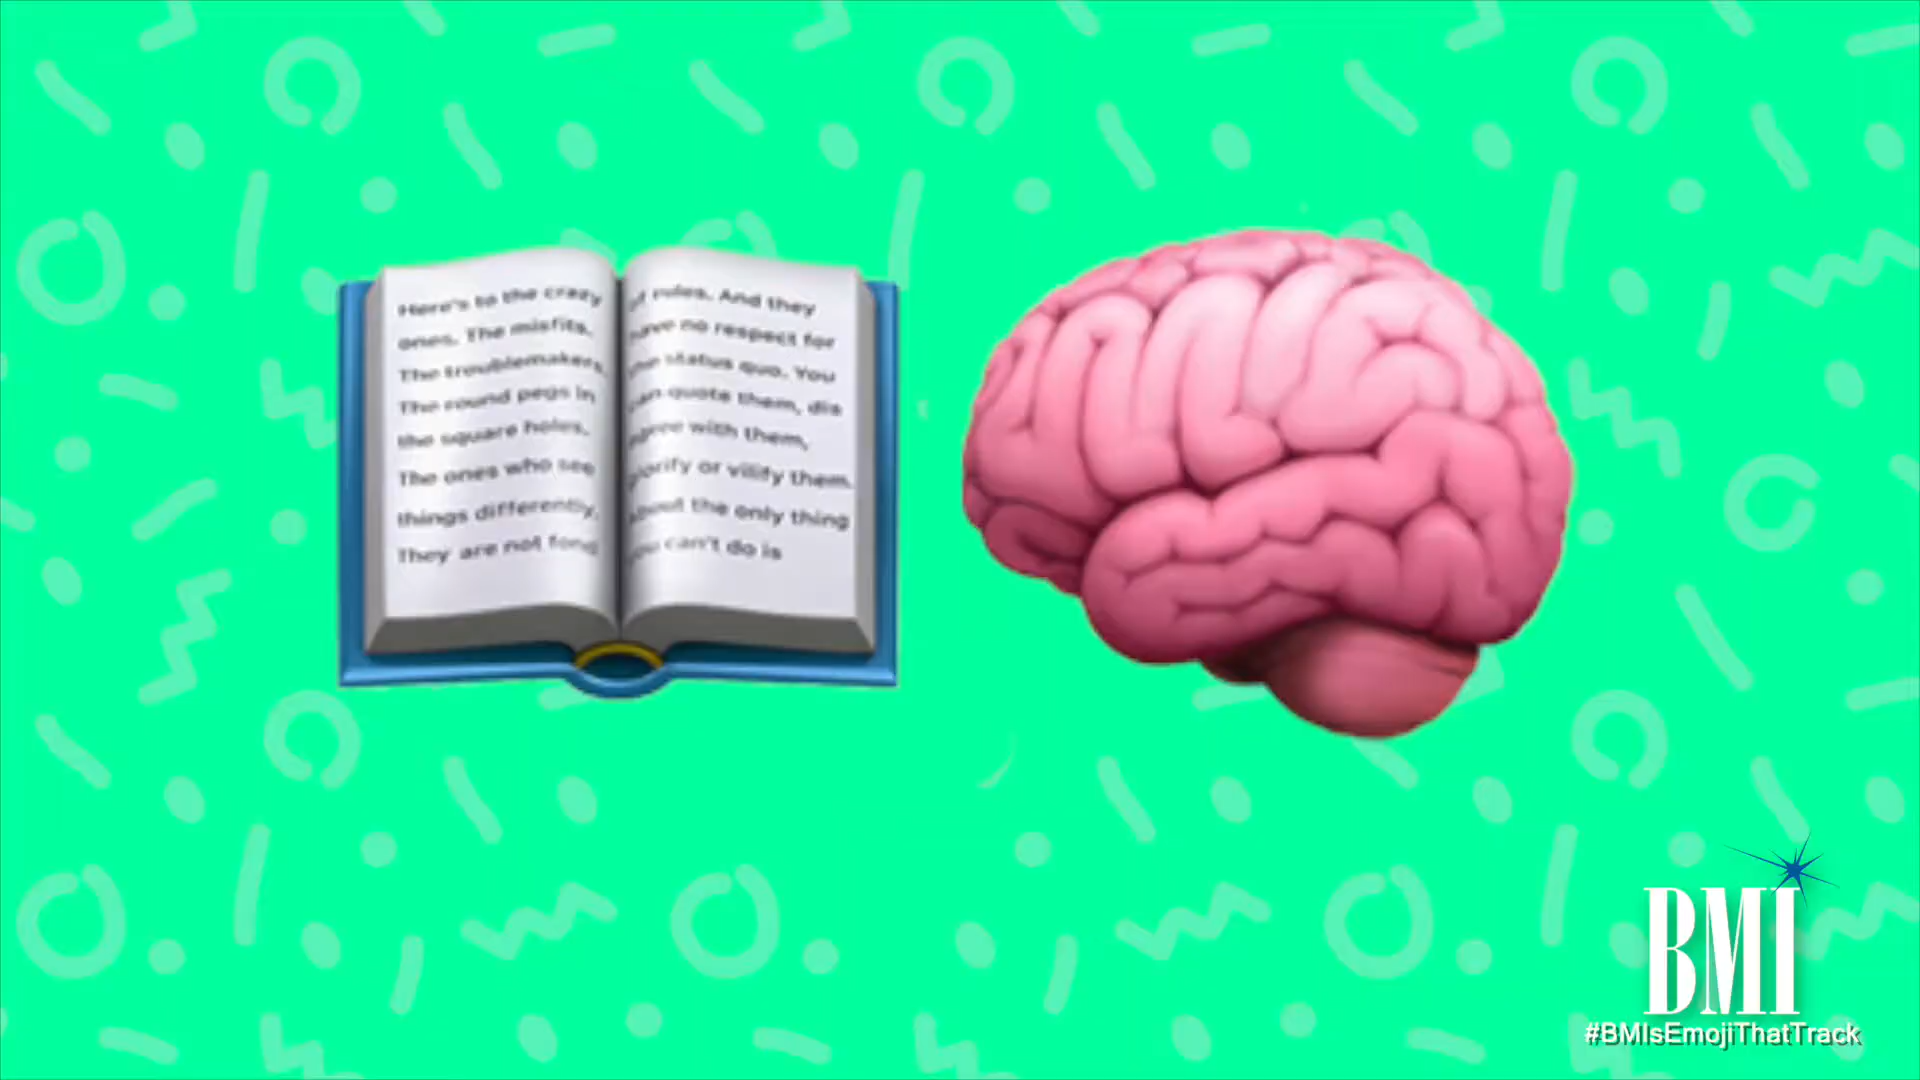 Here's to the crazy
ones. The misfits.
The troublemakers.
The round pegs in
the square holes.
The ones who see
things differently.
They are not fond
of rules. And they
have no respect for
the status quo. You
can quote them, dis
agree with them,
glorify or vilify them.
About the only thing
you can't do is
BMI
#BMIsEmojiThatTrack